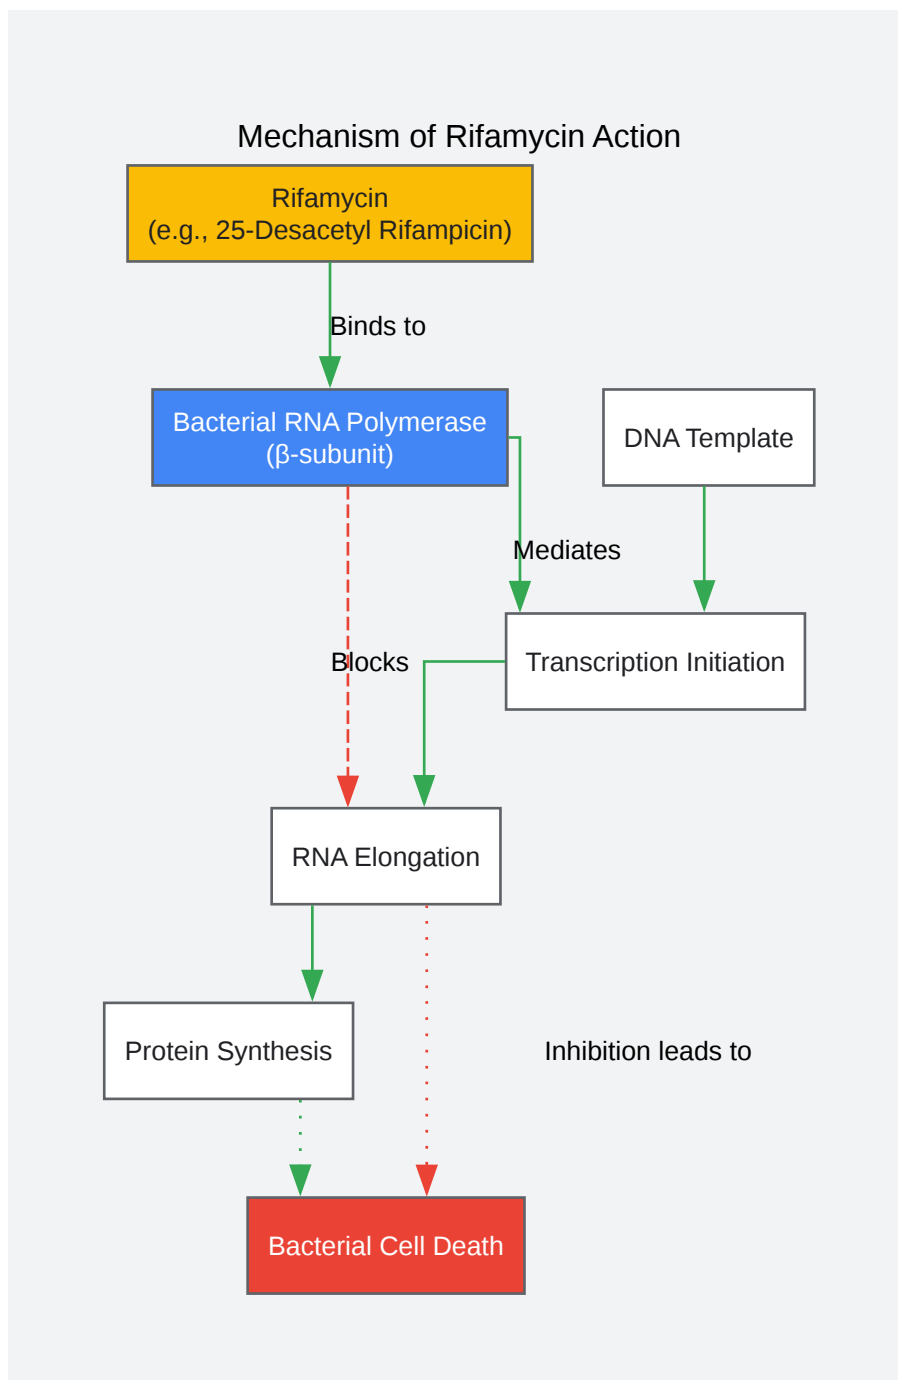 Mechanism of Rifamycin Action
Rifamycin
(e.g., 25-Desacetyl Rifampicin)
Binds to
Bacterial RNA Polymerase
(β-subunit)
DNA Template
Mediates
Blocks
Transcription Initiation
RNA Elongation
Protein Synthesis
Inhibition leads to
Bacterial Cell Death